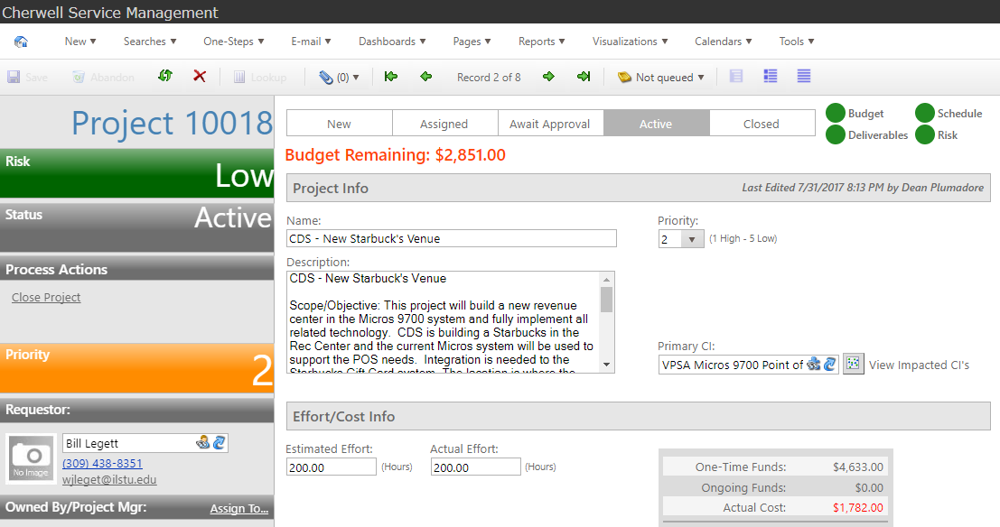 Cherwell Service Management
New Searches One-Steps E-mail Dashboards Pages Reports Visualizations Calendars Tools
Save Abandon Lookup (0) Record 2 of 8 Not queued
Project 10018
New Assigned Await Approval Active Closed
Budget Schedule
Deliverables Risk
Risk
Low
Status
Active
Process Actions
Close Project
Priority
2
Requestor:
No Image
Bill Legett
(309) 438-8351
wjleget@ilstu.edu
Owned By/Project Mgr: Assign To...
Budget Remaining: $2,851.00
Project Info Last Edited 7/31/2017 8:13 PM by Dean Plumadore
Name:
CDS - New Starbuck's Venue
Priority:
2 (1 High - 5 Low)
Description:
CDS - New Starbuck's Venue
Scope/Objective: This project will build a new revenue
center in the Micros 9700 system and fully implement all
related technology. CDS is building a Starbucks in the
Rec Center and the current Micros system will be used to
support the POS needs. Integration is needed to the
Starbucks Gift Card system. The location is where the
Primary CI:
VPSA Micros 9700 Point of View Impacted CI's
Effort/Cost Info
Estimated Effort: Actual Effort:
200.00 (Hours) 200.00 (Hours)
One-Time Funds: $4,633.00
Ongoing Funds: $0.00
Actual Cost: $1,782.00